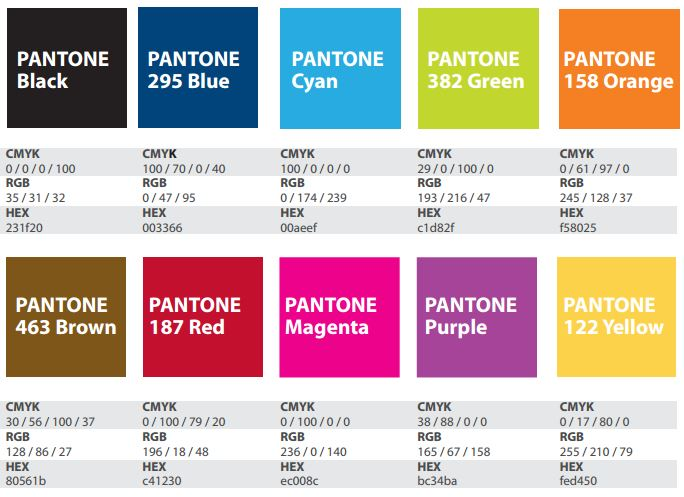 PANTONE
Black
PANTONE
295 Blue
PANTONE
Cyan
PANTONE
382 Green
PANTONE
158 Orange
CMYK CMYK CMYK CMYK CMYK
0 / 0 / 0 / 100 100 / 70 / 0 / 40 100 / 0 / 0 / 0 29 / 0 / 100 / 0 0 / 61 / 97 / 0
RGB RGB RGB RGB RGB
35 / 31 / 32 0 / 47 / 95 0 / 174 / 239 193 / 216 / 47 245 / 128 / 37
HEX HEX HEX HEX HEX
231f20 003366 00aeef c1d82f f58025
PANTONE
463 Brown
PANTONE
187 Red
PANTONE
Magenta
PANTONE
Purple
PANTONE
122 Yellow
CMYK CMYK CMYK CMYK CMYK
30 / 56 / 100 / 37 0 / 100 / 79 / 20 0 / 100 / 0 / 0 38 / 88 / 0 / 0 0 / 17 / 80 / 0
RGB RGB RGB RGB RGB
128 / 86 / 27 196 / 18 / 48 236 / 0 / 140 165 / 67 / 158 255 / 210 / 79
HEX HEX HEX HEX HEX
80561b c41230 ec008c bc34ba fed450